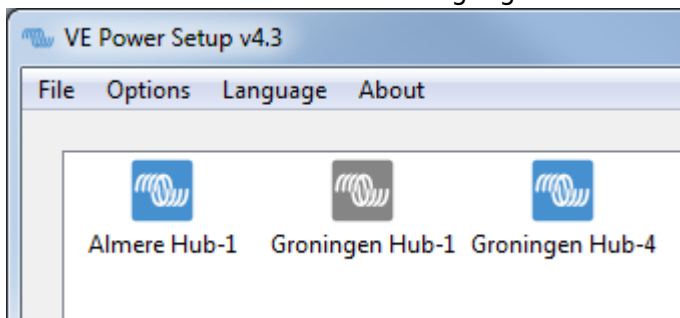 VE Power Setup v4.3
File Options Language About
Almere Hub-1 Groningen Hub-1 Groningen Hub-4